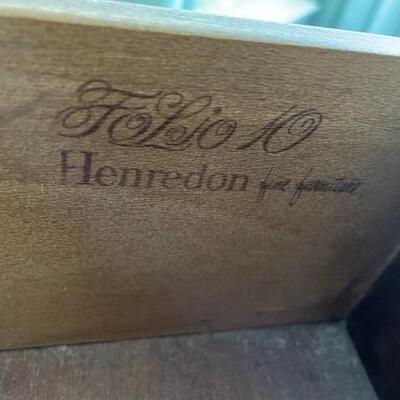 Folio 10
Henredon fine furniture